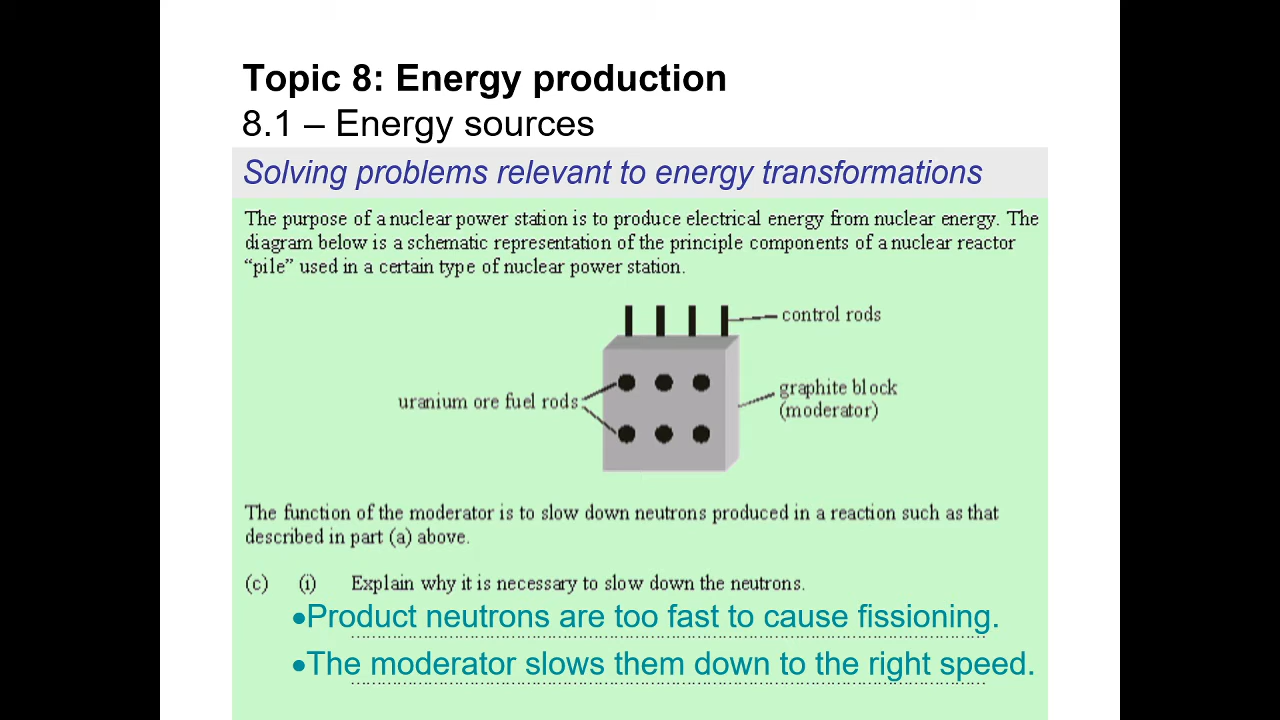 Topic 8: Energy production
8.1 – Energy sources
Solving problems relevant to energy transformations
The purpose of a nuclear power station is to produce electrical energy from nuclear energy. The
diagram below is a schematic representation of the principle components of a nuclear reactor
“pile” used in a certain type of nuclear power station.
control rods
uranium ore fuel rods
graphite block
(moderator)
The function of the moderator is to slow down neutrons produced in a reaction such as that
described in part (a) above.
(c) (i) Explain why it is necessary to slow down the neutrons.
•Product neutrons are too fast to cause fissioning.
•The moderator slows them down to the right speed.